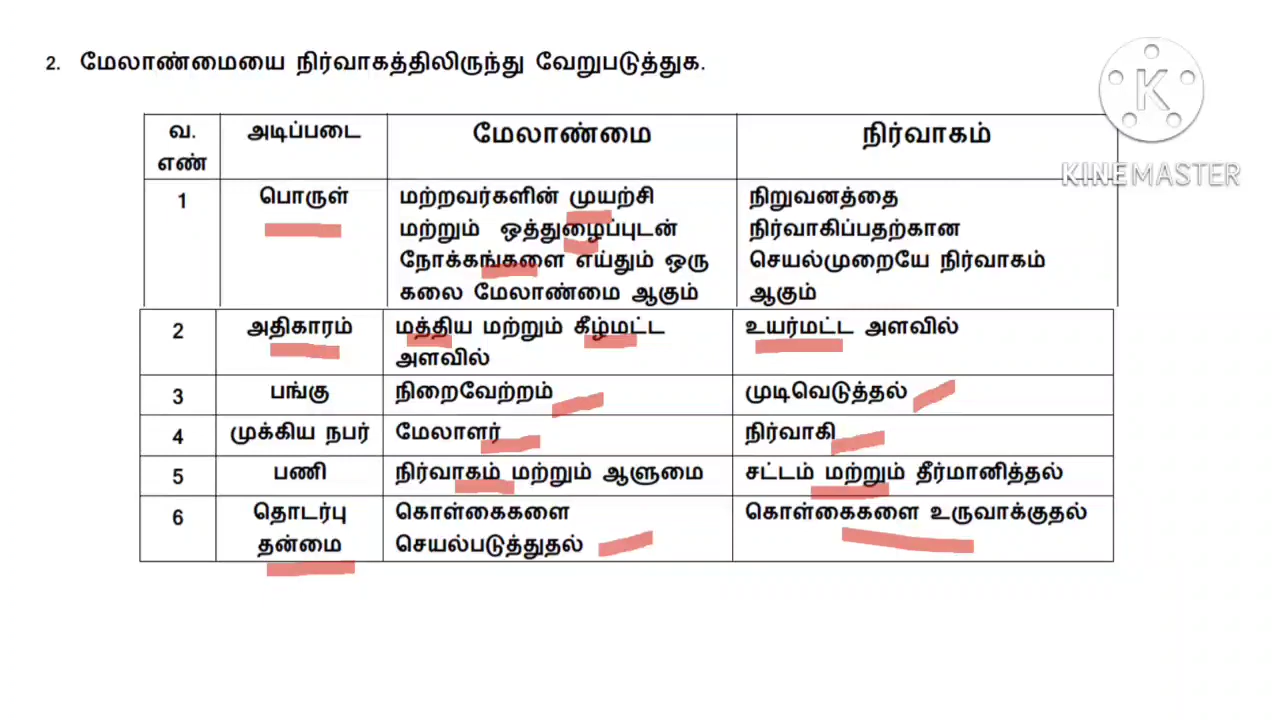 2. மேலாண்மையை நிர்வாகத்திலிருந்து வேறுபடுத்துக.
K
KINEMASTER
வ. எண் அடிப்படை மேலாண்மை நிர்வாகம்
1 பொருள் மற்றவர்களின் முயற்சி நிறுவனத்தை
மற்றும் ஒத்துழைப்புடன் நிர்வாகிப்பதற்கான
நோக்கங்களை எய்தும் ஒரு செயல்முறையே நிர்வாகம்
கலை மேலாண்மை ஆகும் ஆகும்
2 அதிகாரம் மத்திய மற்றும் கீழ்மட்ட உயர்மட்ட அளவில்
அளவில்
3 பங்கு நிறைவேற்றம் முடிவெடுத்தல்
4 முக்கிய நபர் மேலாளர் நிர்வாகி
5 பணி நிர்வாகம் மற்றும் ஆளுமை சட்டம் மற்றும் தீர்மானித்தல்
6 தொடர்பு கொள்கைகளை கொள்கைகளை உருவாக்குதல்
தன்மை செயல்படுத்துதல்